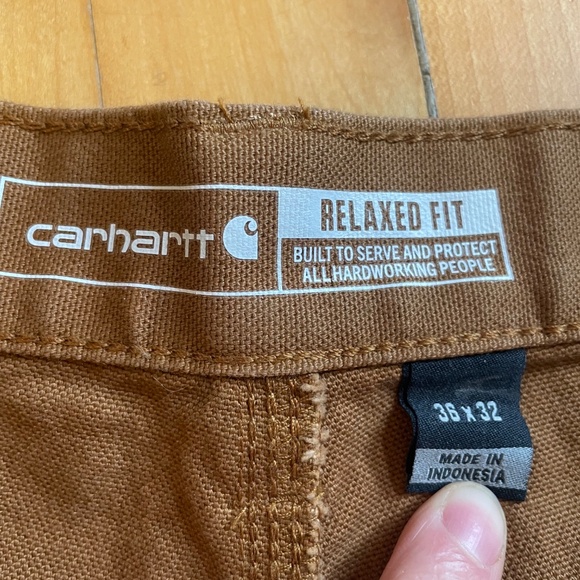 carhartt
RELAXED FIT
BUILT TO SERVE AND PROTECT
ALL HARDWORKING PEOPLE
36 x 32
MADE IN
INDONESIA